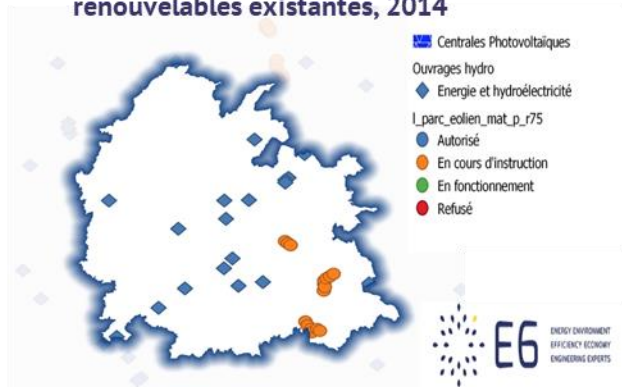 renouvelables existantes, 2014
Centrales Photovoltaïques
Ouvrages hydro
Energie et hydroélectricité
l_parc_eolien_mat_p_r75
Autorisé
En cours d'instruction
En fonctionnement
Refusé
E6
ENERGY ENVIRONMENT
EFFICIENCY ECONOMY
ENGINEERING EXPERTS